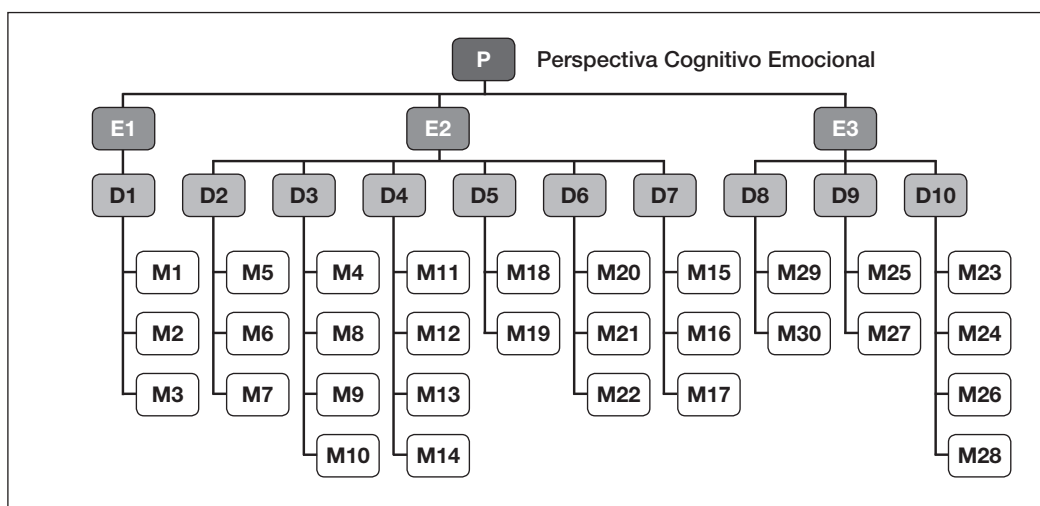 P Perspectiva Cognitivo Emocional
E1 E2 E3
D1 D2 D3 D4 D5 D6 D7 D8 D9 D10
M1 M5 M4 M11 M18 M20 M15 M29 M25 M23
M2 M6 M8 M12 M19 M21 M16 M30 M27 M24
M3 M7 M9 M13 M22 M17 M26
M10 M14 M28